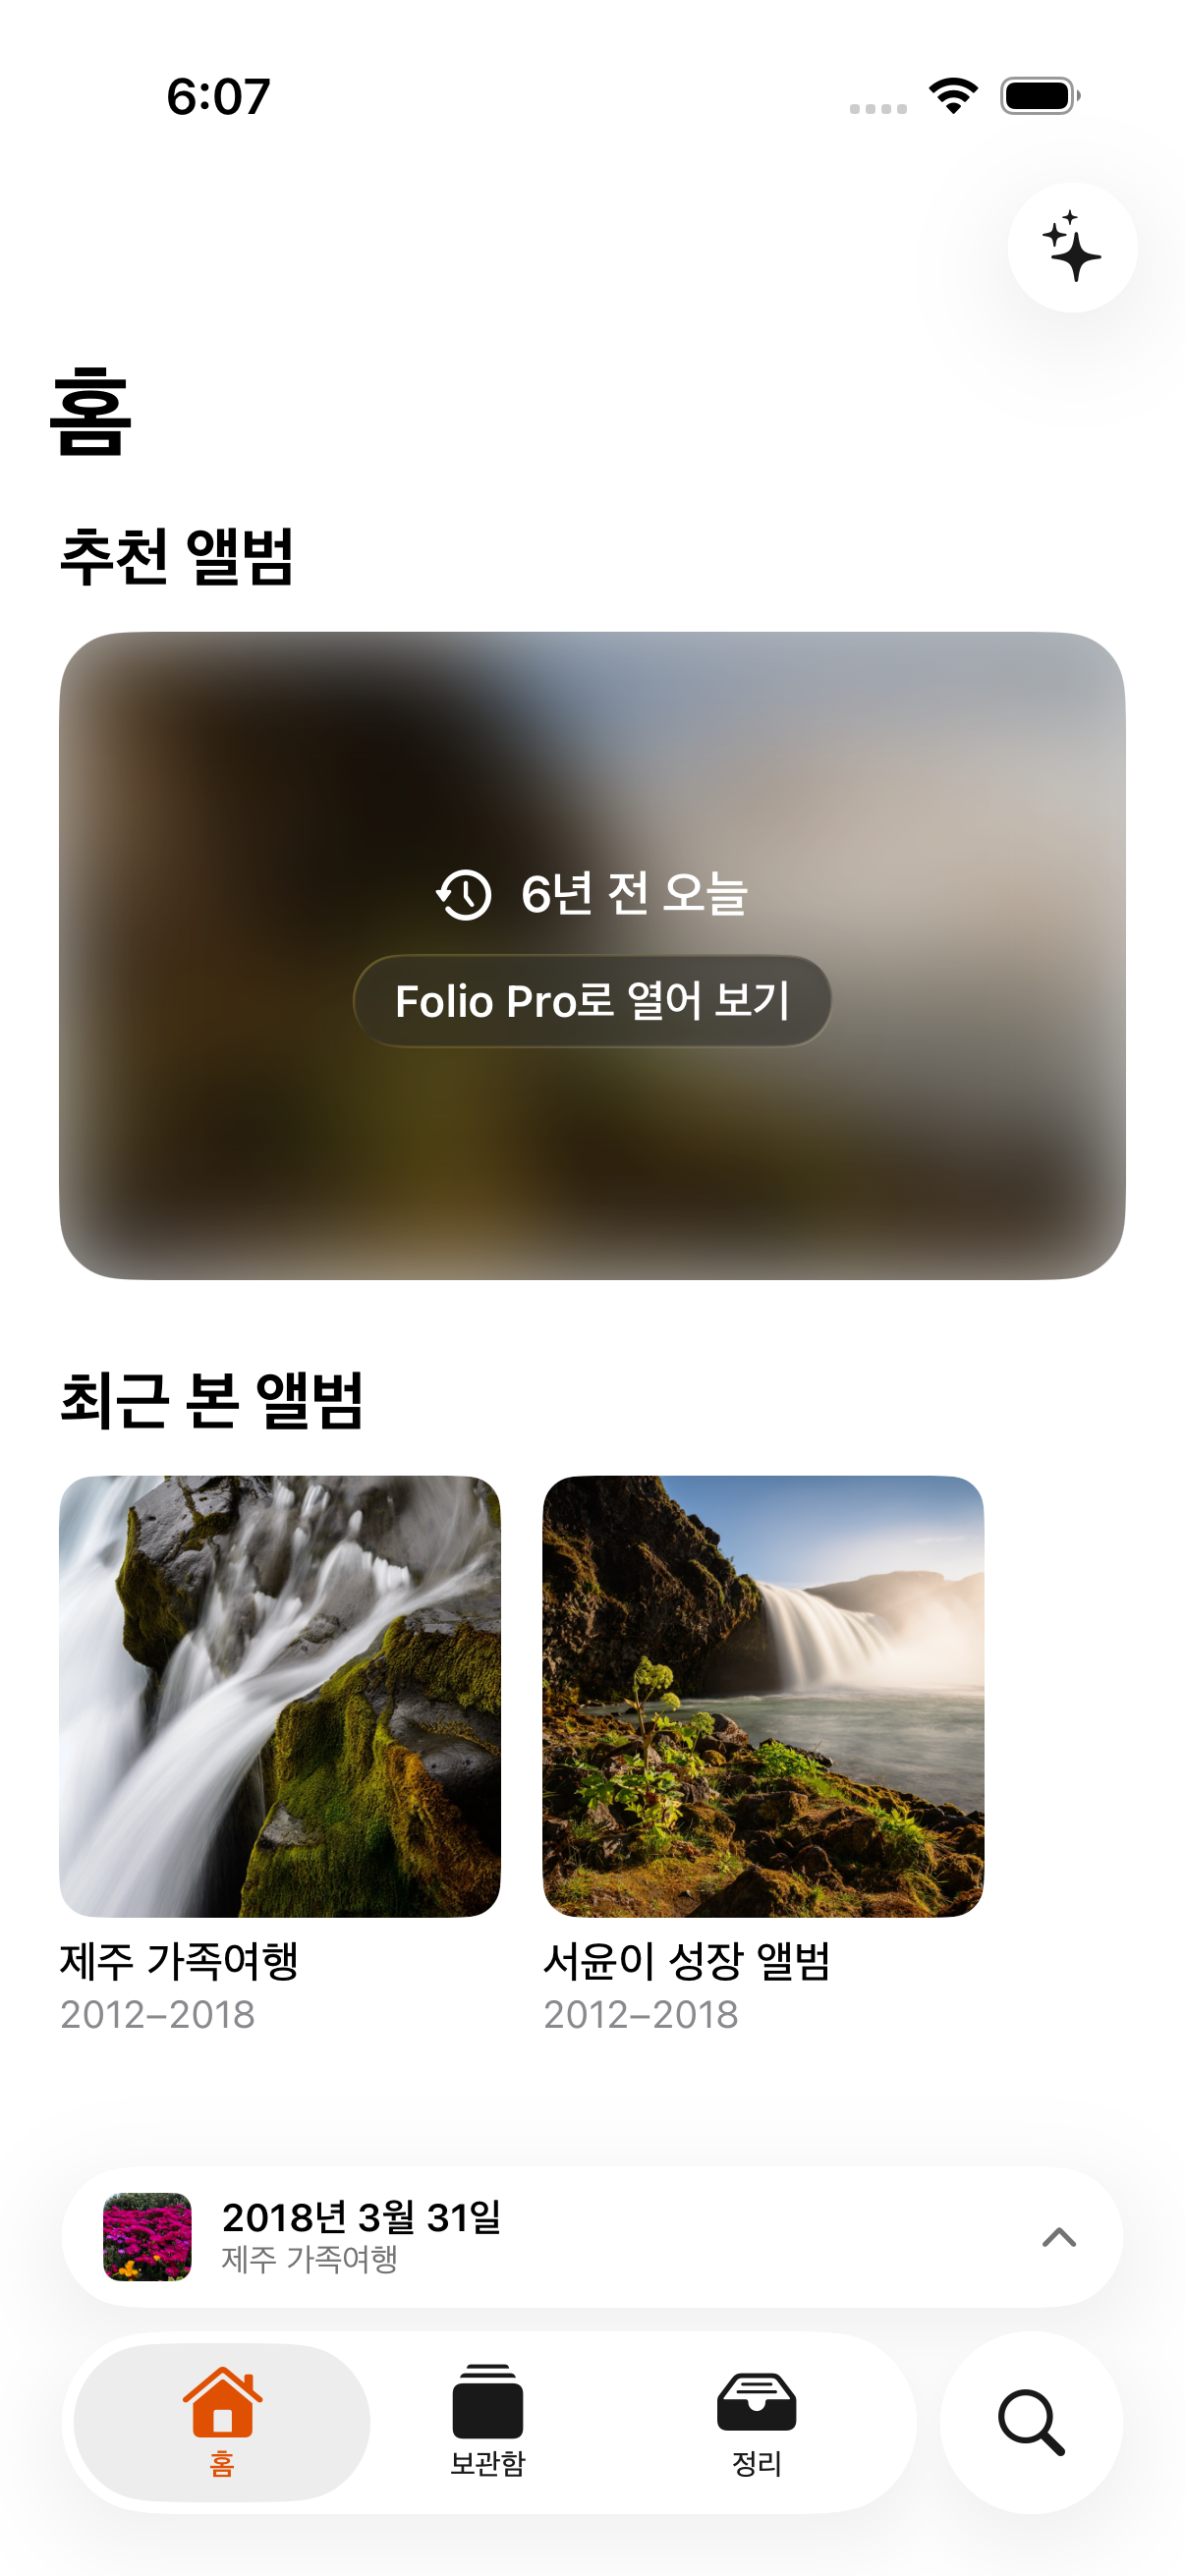 6:07
홈
추천 앨범
6년 전 오늘
Folio Pro로 열어 보기
최근 본 앨범
제주 가족여행
2012–2018
서윤이 성장 앨범
2012–2018
2018년 3월 31일
제주 가족여행
홈
보관함
정리